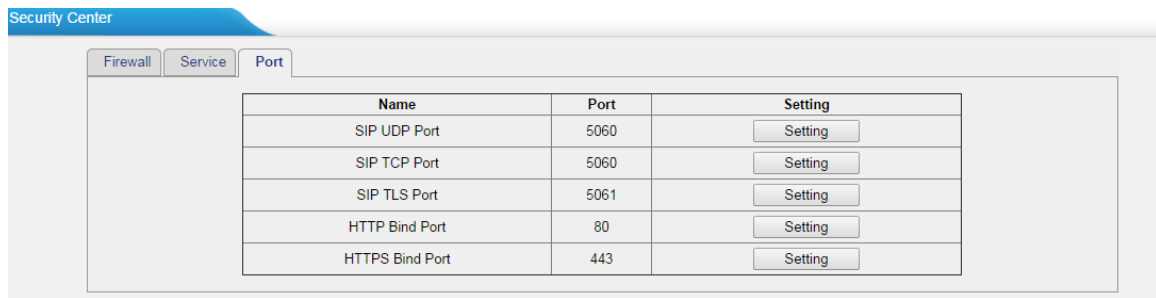 Security Center
Firewall Service Port
Name Port Setting
SIP UDP Port 5060 Setting
SIP TCP Port 5060 Setting
SIP TLS Port 5061 Setting
HTTP Bind Port 80 Setting
HTTPS Bind Port 443 Setting